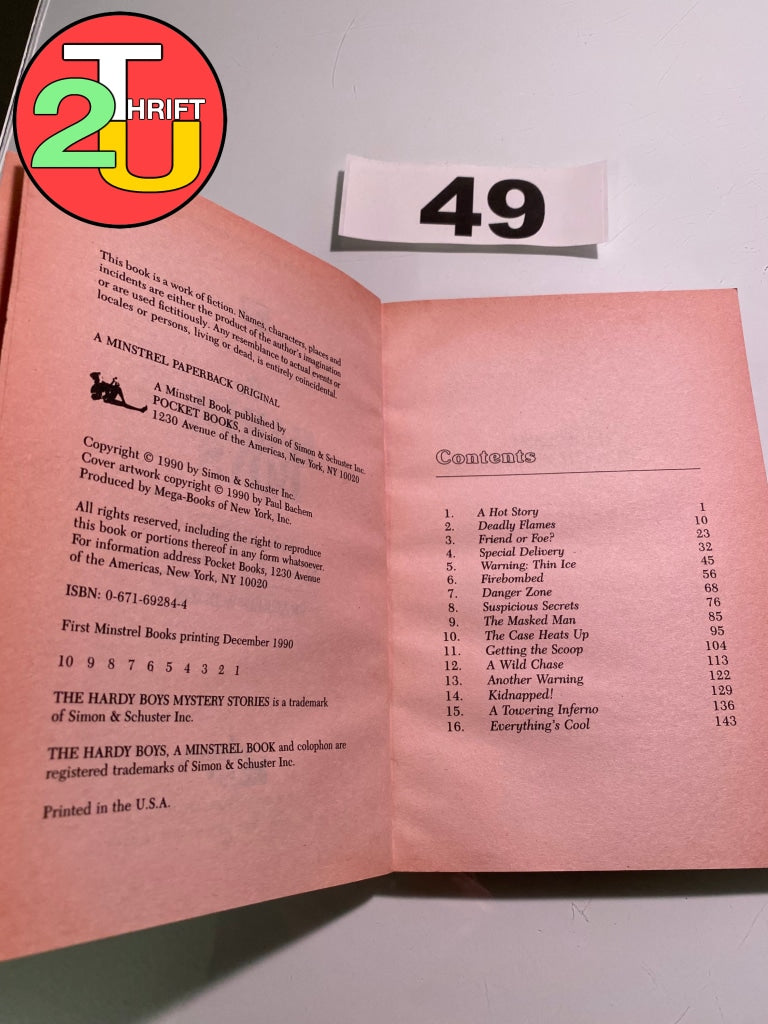 T
2 HRIFT
U
49
This book is a work of fiction. Names, characters, places and
incidents are either the product of the author's imagination
or are used fictitiously. Any resemblance to actual events or
locales or persons, living or dead, is entirely coincidental.
A MINSTREL PAPERBACK ORIGINAL
A Minstrel Book published by
POCKET BOOKS, a division of Simon & Schuster Inc.
1230 Avenue of the Americas, New York, NY 10020
Copyright © 1990 by Simon & Schuster Inc.
Cover artwork copyright © 1990 by Paul Bachem
Produced by Mega-Books of New York, Inc.
All rights reserved, including the right to reproduce
this book or portions thereof in any form whatsoever.
For information address Pocket Books, 1230 Avenue
of the Americas, New York, NY 10020
ISBN: 0-671-69284-4
First Minstrel Books printing December 1990
10 9 8 7 6 5 4 3 2 1
THE HARDY BOYS MYSTERY STORIES is a trademark
of Simon & Schuster Inc.
THE HARDY BOYS, A MINSTREL BOOK and colophon are
registered trademarks of Simon & Schuster Inc.
Printed in the U.S.A.
Contents
1. A Hot Story 1
2. Deadly Flames 10
3. Friend or Foe? 23
4. Special Delivery 32
5. Warning: Thin Ice 45
6. Firebombed 56
7. Danger Zone 68
8. Suspicious Secrets 76
9. The Masked Man 85
10. The Case Heats Up 95
11. Getting the Scoop 104
12. A Wild Chase 113
13. Another Warning 122
14. Kidnapped! 129
15. A Towering Inferno 136
16. Everything's Cool 143